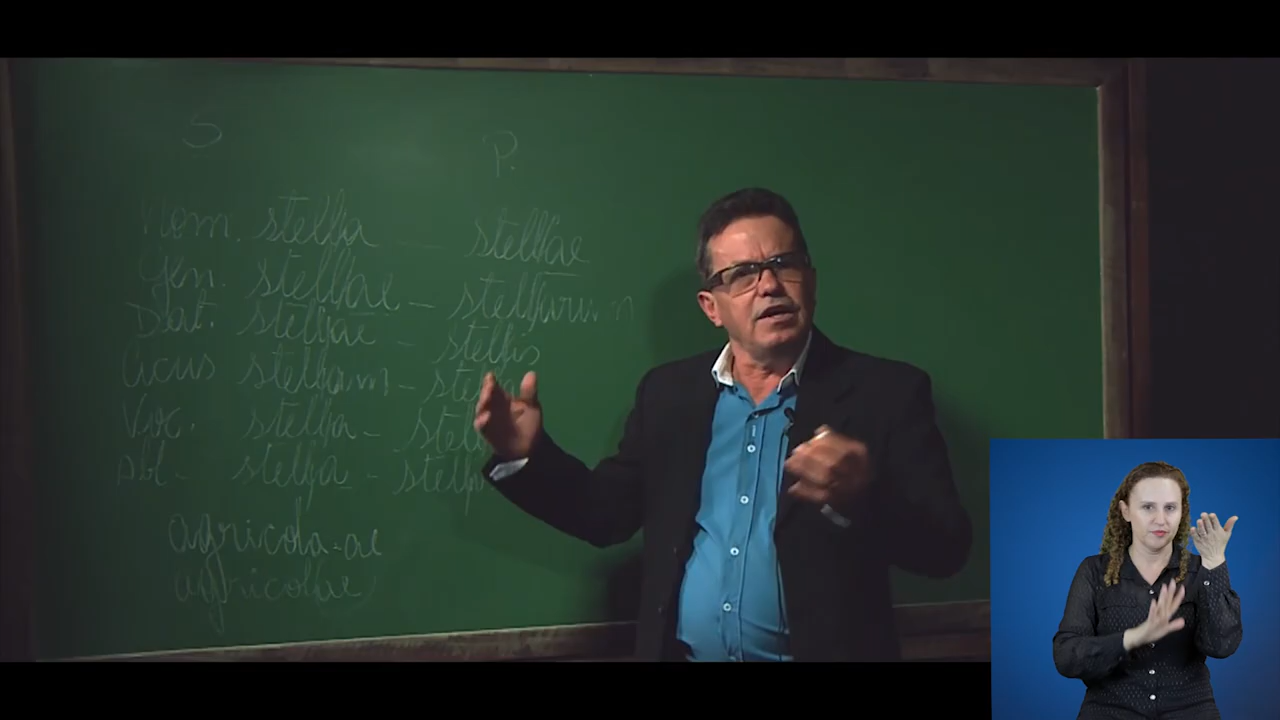 S P.
Nom. stella — stellae
Gen. stellae — stellarum
Dat. stellae — stellis
Acus stellam —
Voc. stella —
Abl - stella -
agricola-ae
agricolae